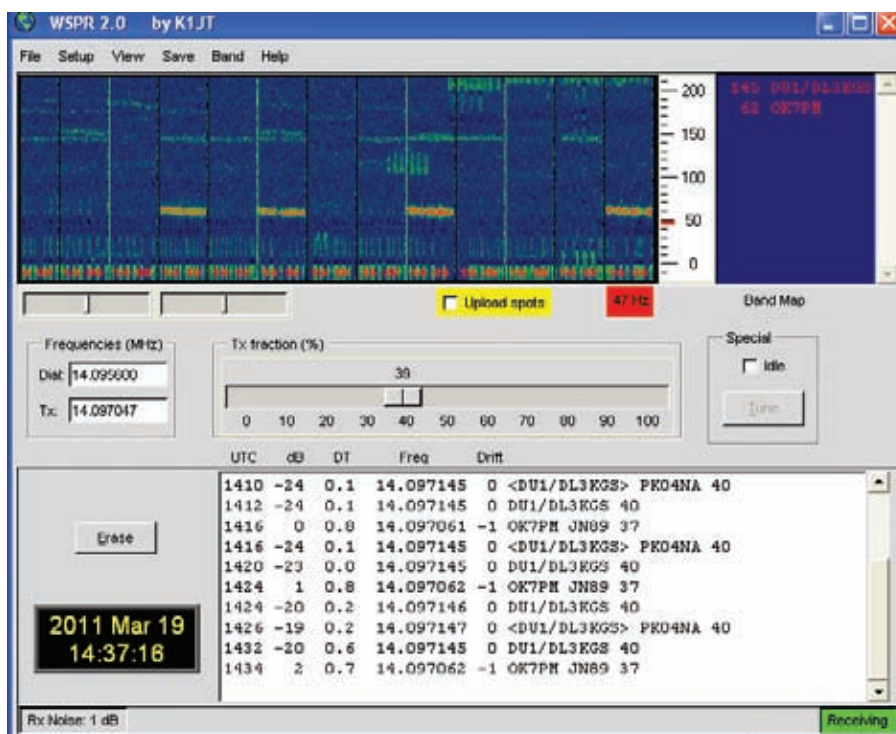 WSPR 2.0 by K1JT
File Setup View Save Band Help
200
150
100
50
0
145 DU1/DL3KGS
62 OK7PM
Upload spots
47 Hz
Band Map
Frequencies (MHz)
Dial: 14.095600
Tx: 14.097047
Tx fraction (%)
39
0 10 20 30 40 50 60 70 80 90 100
Special
Idle
Tune
UTC dB DT Freq Drift
1410 -24 0.1 14.097145 0 <DU1/DL3KGS> PK04NA 40
1412 -24 0.1 14.097145 0 DU1/DL3KGS 40
1416 0 0.8 14.097061 -1 OK7PM JN89 37
1416 -24 0.1 14.097145 0 <DU1/DL3KGS> PK04NA 40
1420 -23 0.0 14.097145 0 DU1/DL3KGS 40
1424 1 0.8 14.097062 -1 OK7PM JN89 37
1424 -20 0.2 14.097146 0 DU1/DL3KGS 40
1426 -19 0.2 14.097147 0 <DU1/DL3KGS> PK04NA 40
1432 -20 0.6 14.097145 0 DU1/DL3KGS 40
1434 2 0.7 14.097062 -1 OK7PM JN89 37
Erase
2011 Mar 19
14:37:16
Rx Noise: 1 dB
Receiving